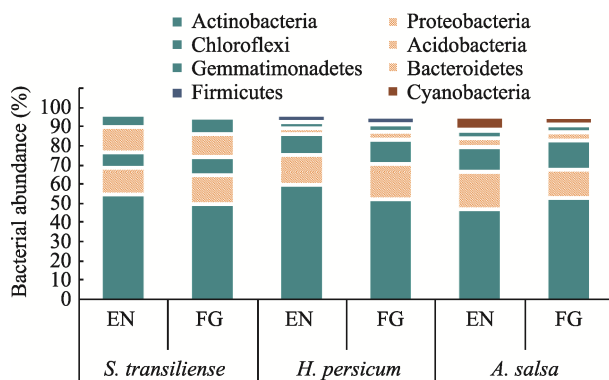 Actinobacteria Proteobacteria
Chloroflexi Acidobacteria
Gemmatimonadetes Bacteroidetes
Firmicutes Cyanobacteria
Bacterial abundance (%)
100
90
80
70
60
50
40
30
20
10
0
EN FG EN FG EN FG
S. transiliense H. persicum A. salsa